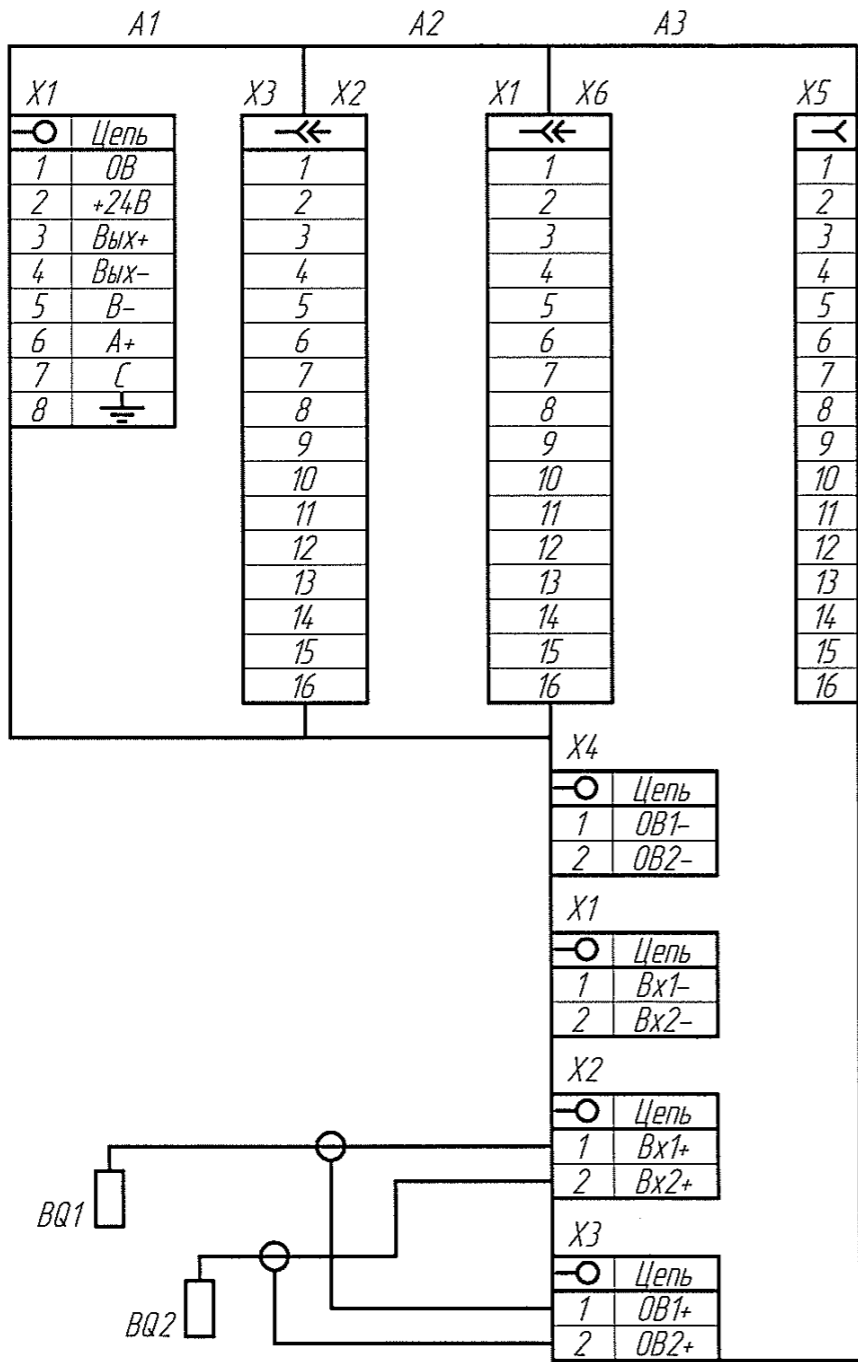 A1 A2 A3
X1 X3 X2 X1 X6 X5
Цепь
1 0В 1 1 1
2 +24В 2 2 2
3 Вых+ 3 3 3
4 Вых- 4 4 4
5 В- 5 5 5
6 А+ 6 6 6
7 С 7 7 7
8 8 8 8
9 9 9
10 10 10
11 11 11
12 12 12
13 13 13
14 14 14
15 15 15
16 16 16
X4
Цепь
1 0В1-
2 0В2-
X1
Цепь
1 Вх1-
2 Вх2-
X2
Цепь
1 Вх1+
2 Вх2+
BQ1
X3
Цепь
1 0В1+
BQ2
2 0В2+